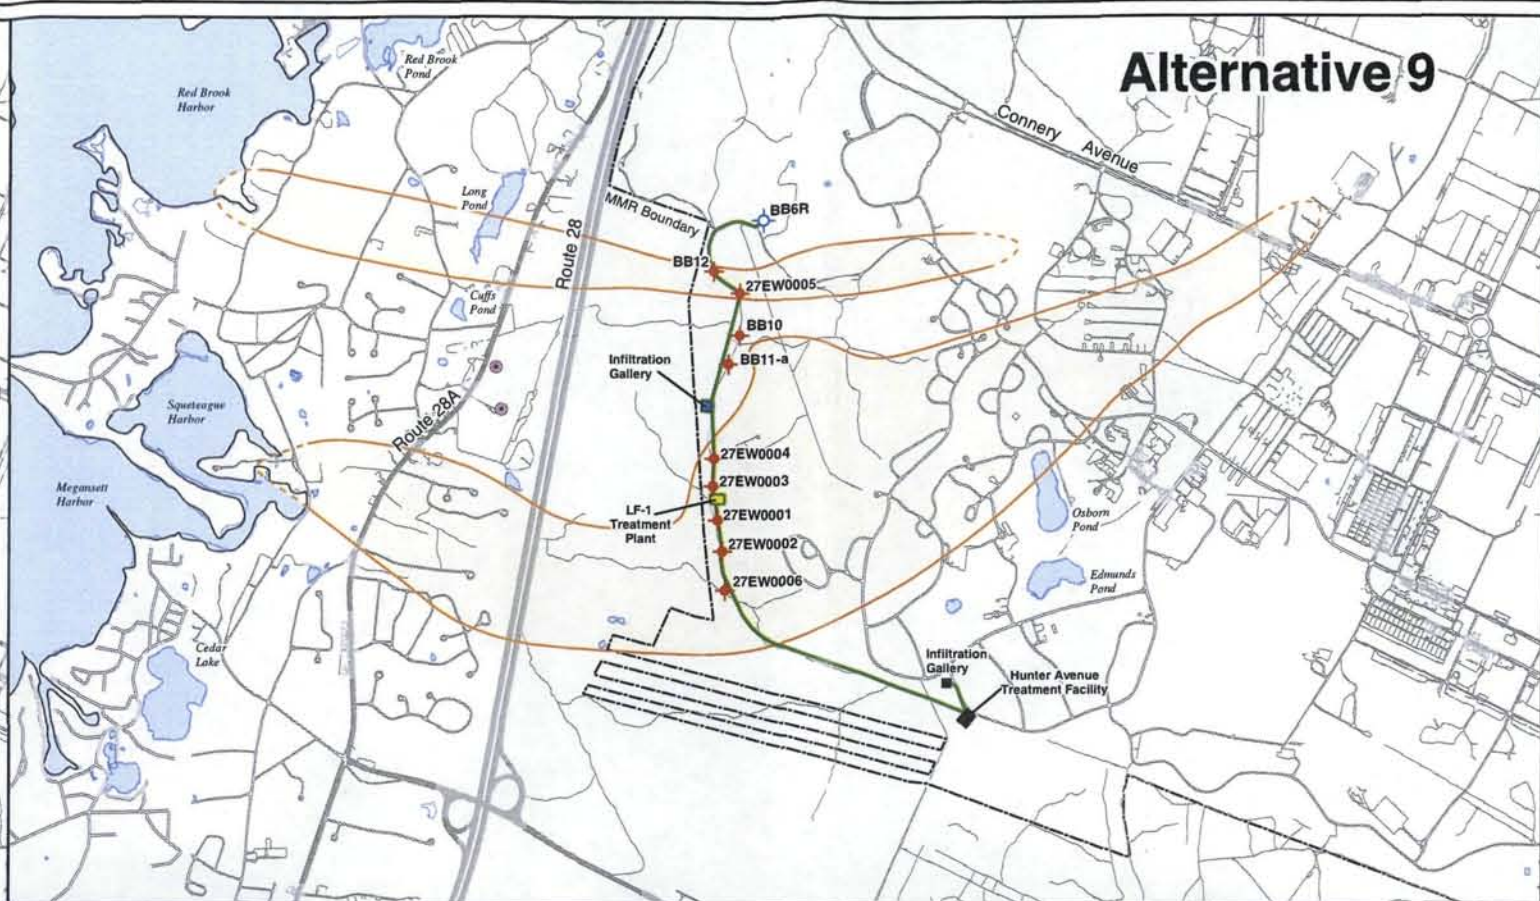 Alternative 9
Red Brook
Pond
Red Brook
Harbor
Connery Avenue
Long
Pond
MMR Boundary
BB6R
Route 28
BB12
27EW0005
Cuffs
Pond
BB10
BB11-a
Infiltration
Gallery
Squeteague
Harbor
Route 28A
27EW0004
27EW0003
Megansett
Harbor
LF-1
Treatment
Plant
27EW0001
Osborn
Pond
27EW0002
27EW0006
Edmunds
Pond
Cedar
Lake
Infiltration
Gallery
Hunter Avenue
Treatment Facility